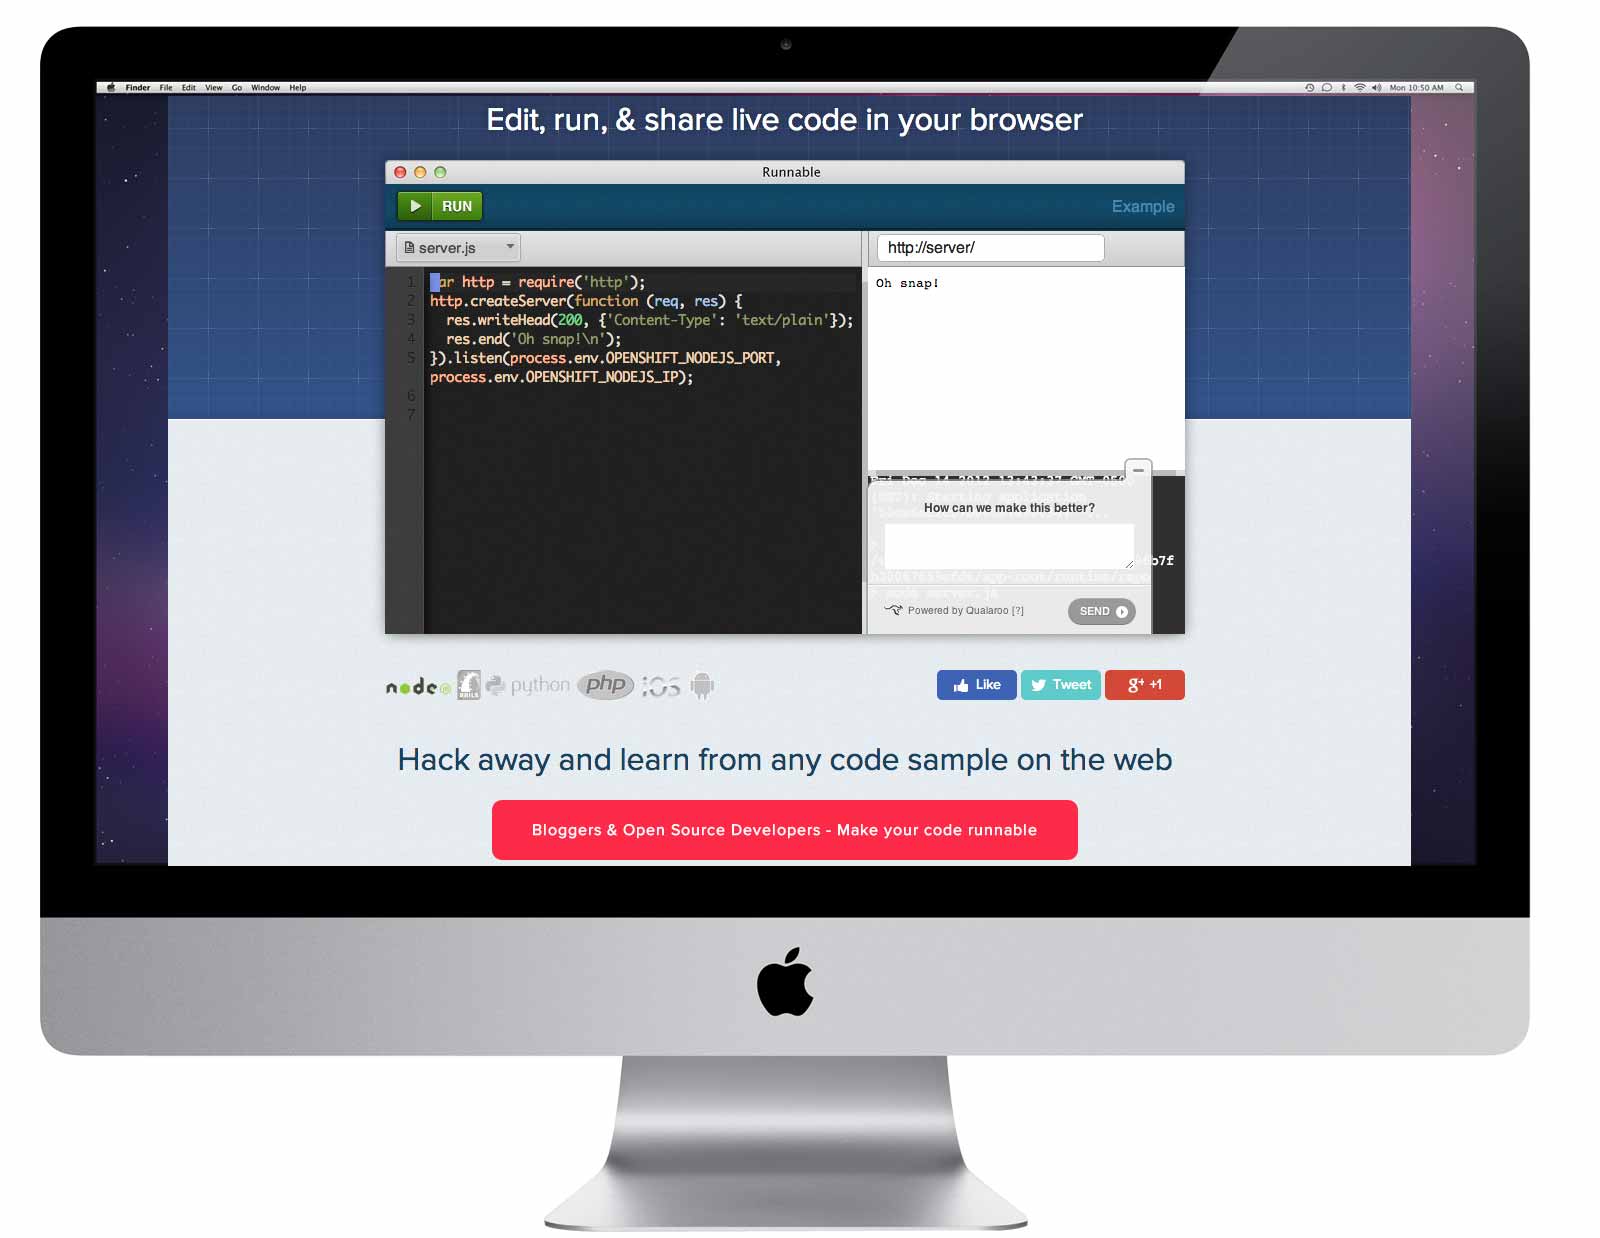 Finder File Edit View Go Window Help
Mon 10:50 AM
Edit, run, & share live code in your browser
Runnable
RUN
Example
server.js
http://server/
1 var http = require('http');
2 http.createServer(function (req, res) {
3 res.writeHead(200, {'Content-Type': 'text/plain'});
4 res.end('Oh snap!\n');
5 }).listen(process.env.OPENSHIFT_NODEJS_PORT,
process.env.OPENSHIFT_NODEJS_IP);
6
7
Oh snap!
How can we make this better?
> node server.js
Powered by Qualaroo [?]
SEND
node
RAILS
python
php
iOS
Like
Tweet
g+ +1
Hack away and learn from any code sample on the web
Bloggers & Open Source Developers - Make your code runnable